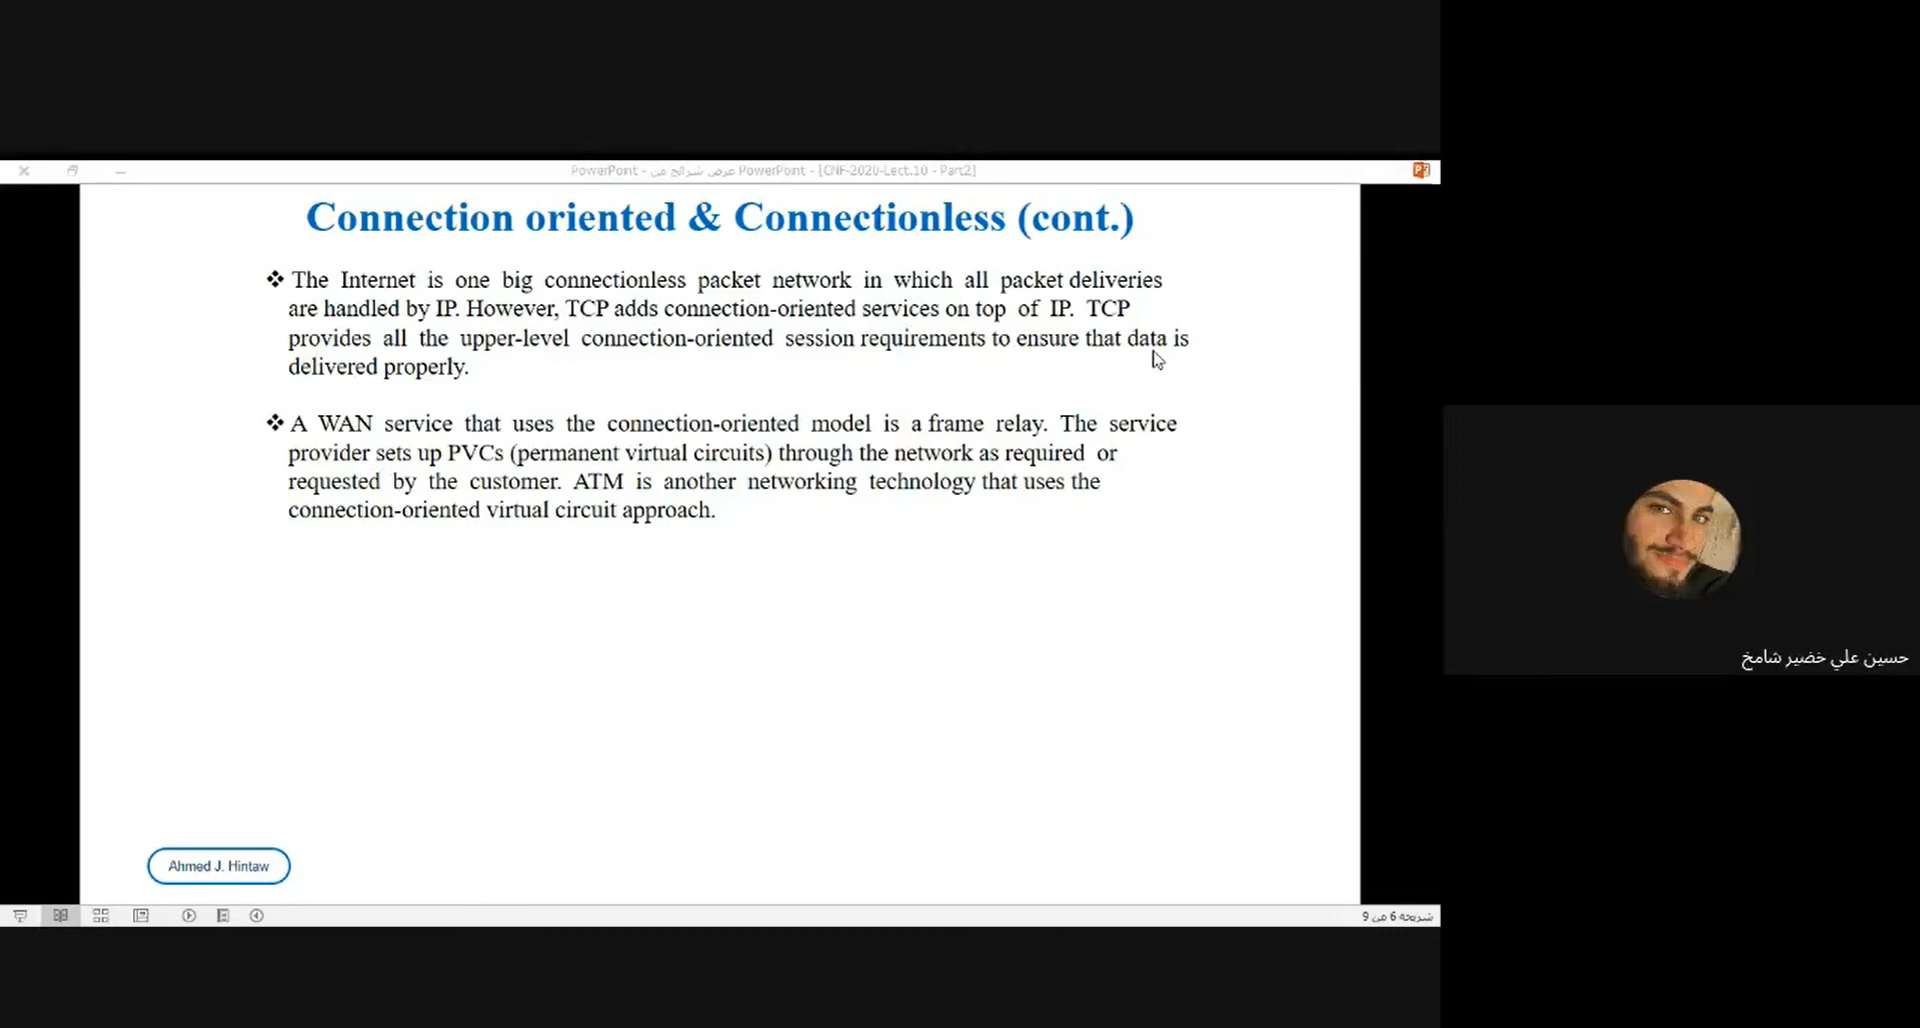 PowerPoint - عرض شرائح من PowerPoint - [CNF-2020-Lect.10 - Part2]
Connection oriented & Connectionless (cont.)
❖ The Internet is one big connectionless packet network in which all packet deliveries
are handled by IP. However, TCP adds connection-oriented services on top of IP. TCP
provides all the upper-level connection-oriented session requirements to ensure that data is
delivered properly.
❖ A WAN service that uses the connection-oriented model is a frame relay. The service
provider sets up PVCs (permanent virtual circuits) through the network as required or
requested by the customer. ATM is another networking technology that uses the
connection-oriented virtual circuit approach.
حسين علي خضير شامخ
Ahmed J. Hintaw
شريحة 6 من 9